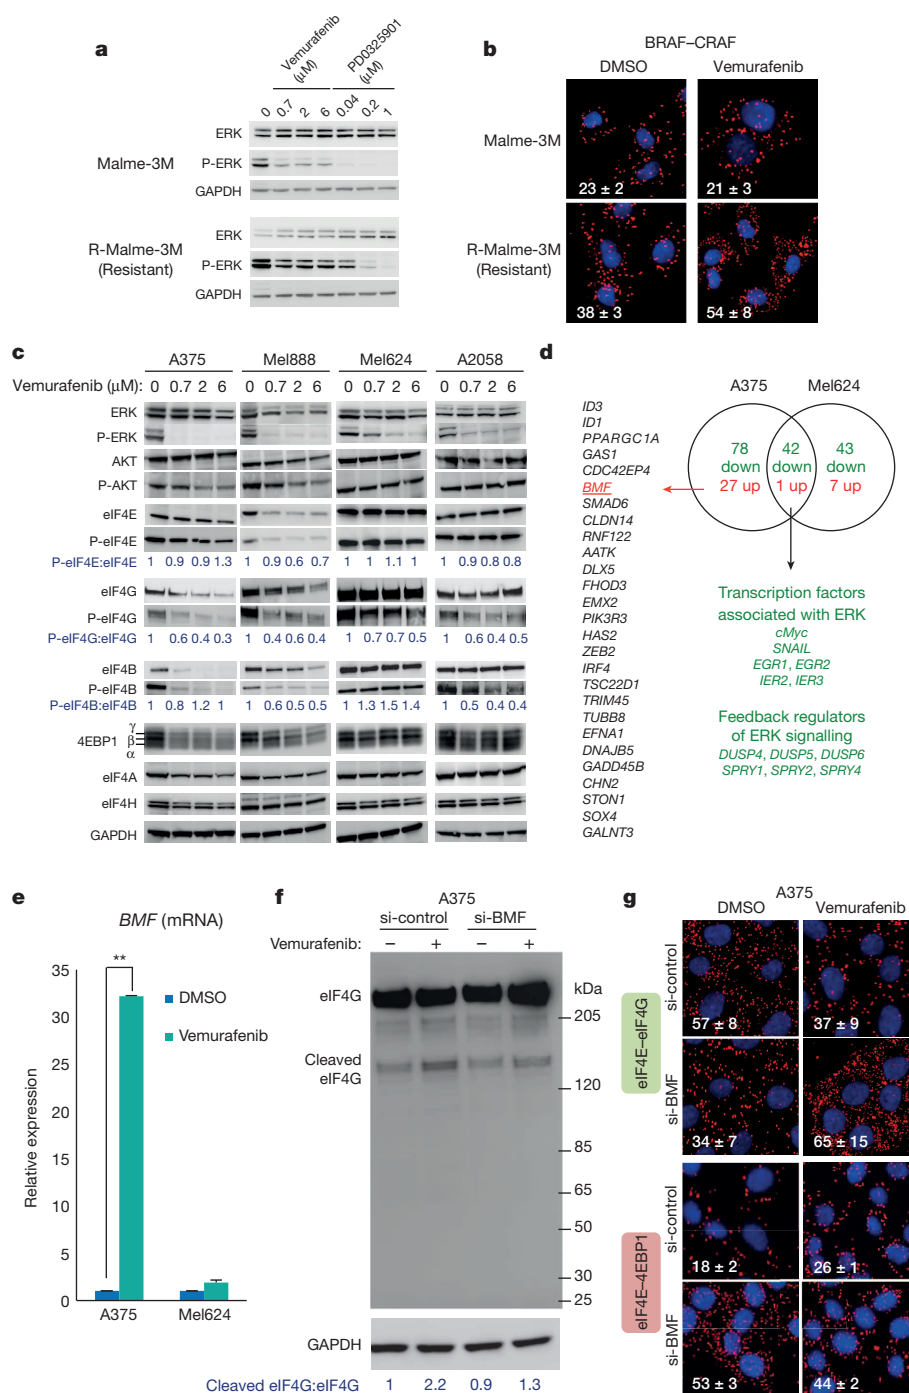 a
Vemurafenib (μM)
PD0325901 (μM)
0 0.7 2 6 0.04 0.2 1
Malme-3M
ERK
P-ERK
GAPDH
R-Malme-3M (Resistant)
ERK
P-ERK
GAPDH
b
BRAF–CRAF
DMSO Vemurafenib
Malme-3M
23 ± 2 21 ± 3
R-Malme-3M (Resistant)
38 ± 3 54 ± 8
c
A375 Mel888 Mel624 A2058
Vemurafenib (μM): 0 0.7 2 6 0 0.7 2 6 0 0.7 2 6 0 0.7 2 6
ERK
P-ERK
AKT
P-AKT
eIF4E
P-eIF4E
P-eIF4E:eIF4E 1 0.9 0.9 1.3 1 0.9 0.6 0.7 1 1 1.1 1 1 0.9 0.8 0.8
eIF4G
P-eIF4G
P-eIF4G:eIF4G 1 0.6 0.4 0.3 1 0.4 0.6 0.4 1 0.7 0.7 0.5 1 0.6 0.4 0.5
eIF4B
P-eIF4B
P-eIF4B:eIF4B 1 0.8 1.2 1 1 0.6 0.5 0.5 1 1.3 1.5 1.4 1 0.5 0.4 0.4
4EBP1 γ β α
eIF4A
eIF4H
GAPDH
d
A375 Mel624
78 down 27 up
42 down 1 up
43 down 7 up
ID3
ID1
PPARGC1A
GAS1
CDC42EP4
BMF
SMAD6
CLDN14
RNF122
AATK
DLX5
FHOD3
EMX2
PIK3R3
HAS2
ZEB2
IRF4
TSC22D1
TRIM45
TUBB8
EFNA1
DNAJB5
GADD45B
CHN2
STON1
SOX4
GALNT3
Transcription factors
associated with ERK
cMyc
SNAIL
EGR1, EGR2
IER2, IER3
Feedback regulators
of ERK signalling
DUSP4, DUSP5, DUSP6
SPRY1, SPRY2, SPRY4
e
BMF (mRNA)
Relative expression
35
30
25
20
15
10
5
0
**
DMSO
Vemurafenib
A375 Mel624
f
A375
si-control si-BMF
Vemurafenib: – + – +
eIF4G
Cleaved
eIF4G
kDa
205
120
85
65
50
30
25
GAPDH
Cleaved eIF4G:eIF4G 1 2.2 0.9 1.3
g
A375
DMSO Vemurafenib
eIF4E–eIF4G
si-control
57 ± 8 37 ± 9
si-BMF
34 ± 7 65 ± 15
eIF4E–4EBP1
si-control
18 ± 2 26 ± 1
si-BMF
53 ± 3 44 ± 2